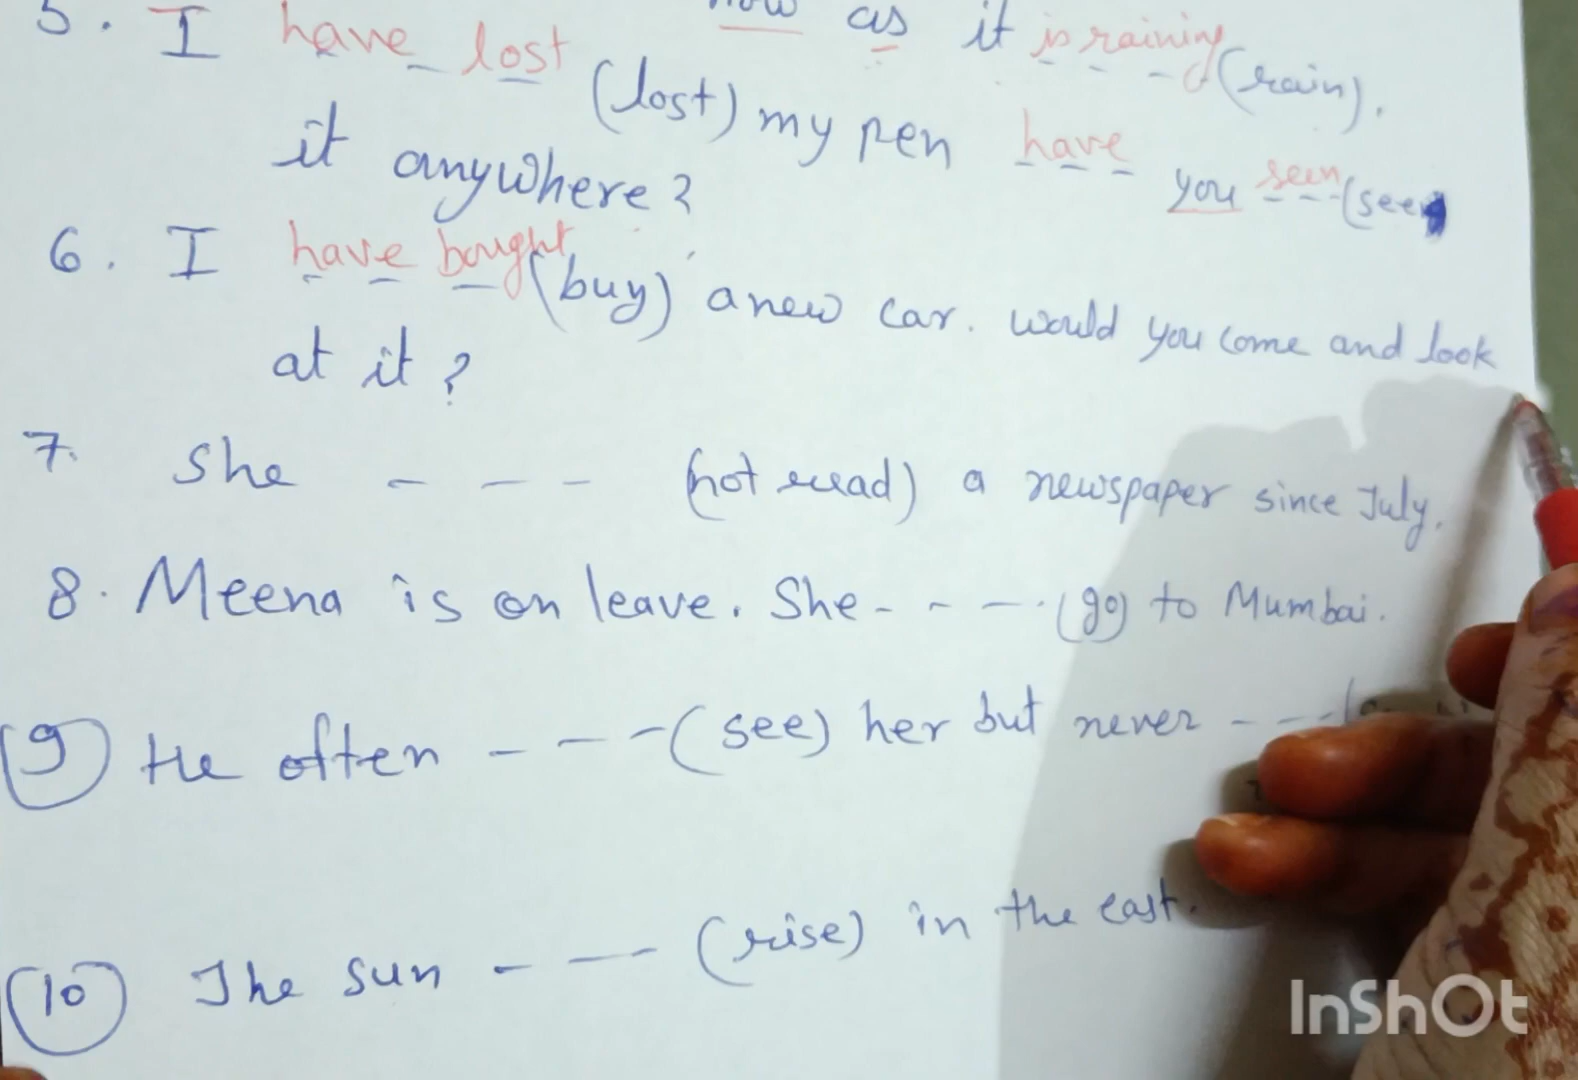 now as it is raining (rain).
5. I have lost (lost) my pen have you seen (see
it anywhere?
6. I have bought (buy) a new car. would you come and look
at it?
7. She - - - (not read) a newspaper since July.
8. Meena is on leave. She - - - (go) to Mumbai.
9 He often - - - (see) her but never - - - (
10 The sun - - - (rise) in the east.
InShOt